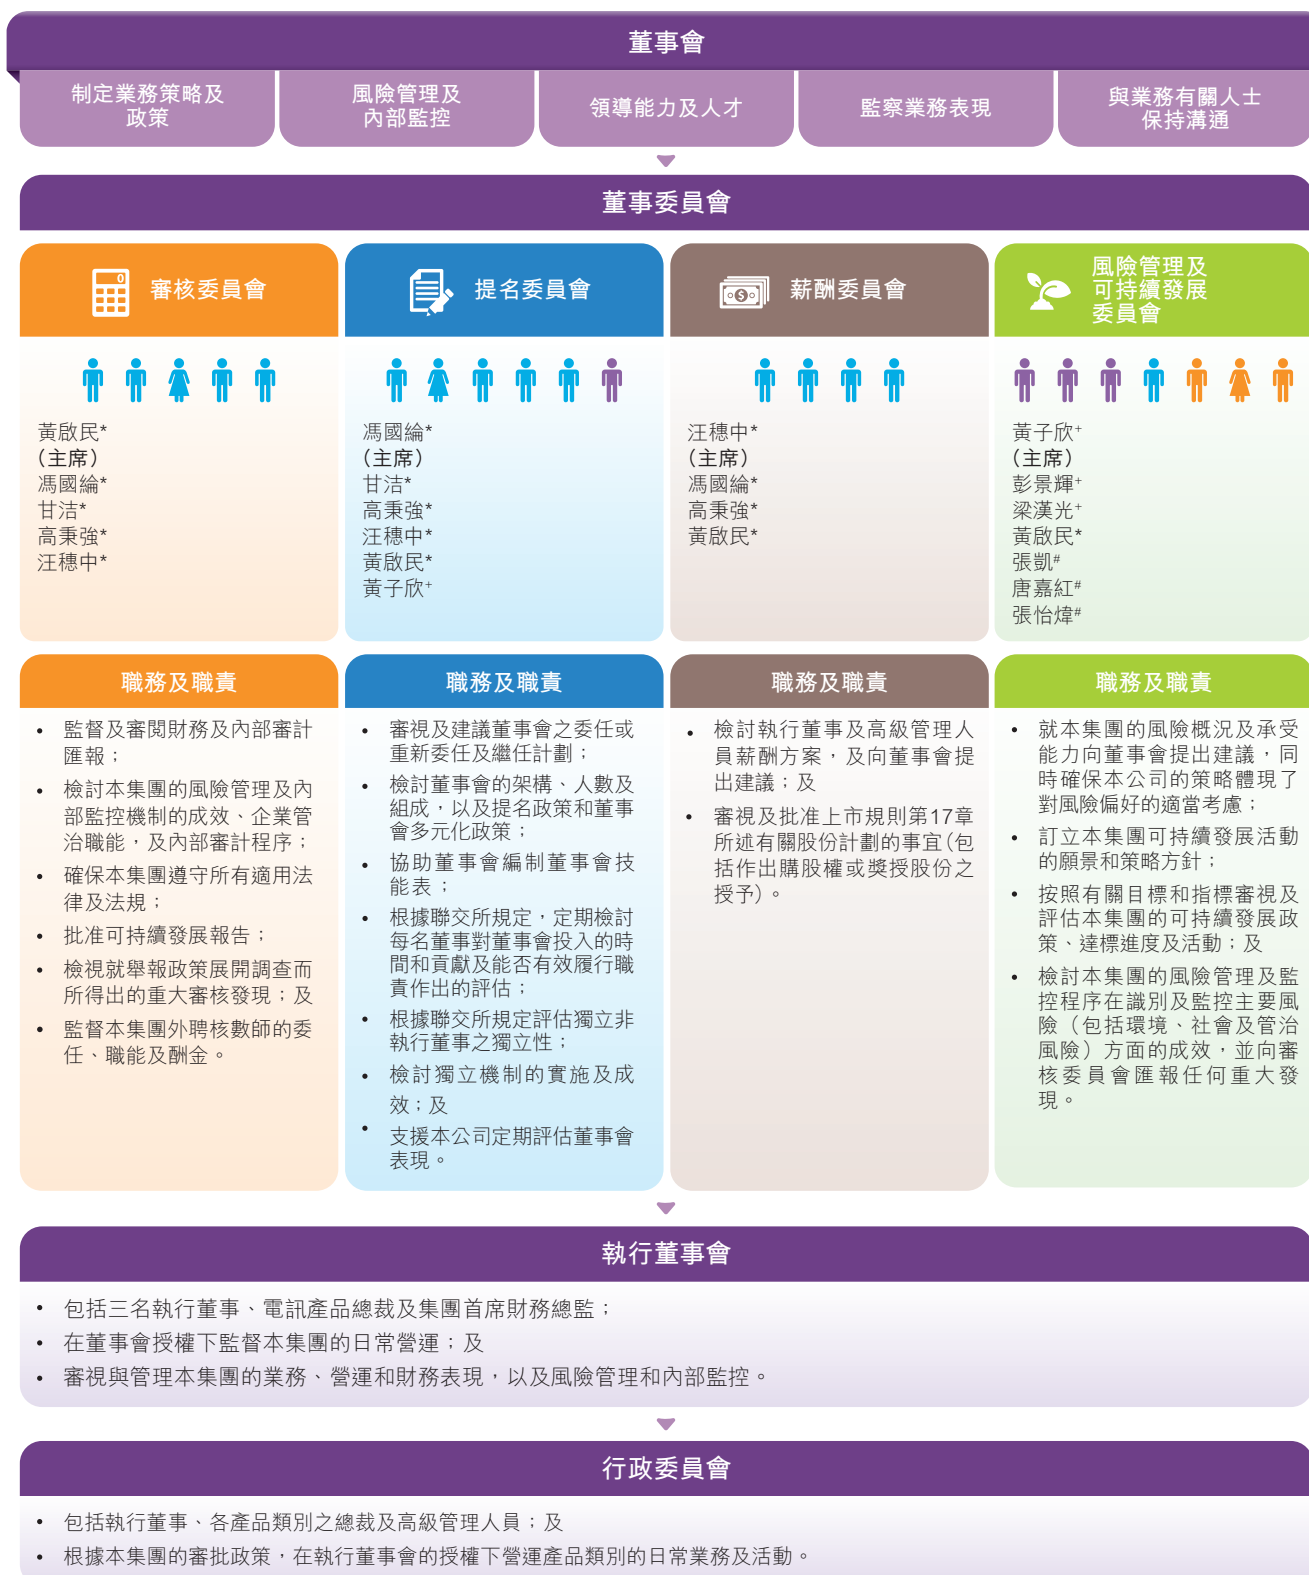 董事會
制定業務策略及
政策
風險管理及
內部監控
領導能力及人才
監察業務表現
與業務有關人士
保持溝通
董事委員會
審核委員會
黃啟民*
（主席）
馮國綸*
甘洁*
高秉強*
汪穗中*
提名委員會
馮國綸*
（主席）
甘洁*
高秉強*
汪穗中*
黃啟民*
黃子欣+
薪酬委員會
汪穗中*
（主席）
馮國綸*
高秉強*
黃啟民*
風險管理及
可持續發展
委員會
黃子欣+
（主席）
彭景輝+
梁漢光+
黃啟民*
張凱#
唐嘉紅#
張怡煒#
職務及職責
• 監督及審閱財務及內部審計
匯報；
• 檢討本集團的風險管理及內
部監控機制的成效、企業管
治職能，及內部審計程序；
• 確保本集團遵守所有適用法
律及法規；
• 批准可持續發展報告；
• 檢視就舉報政策展開調查而
所得出的重大審核發現；及
• 監督本集團外聘核數師的委
任、職能及酬金。
職務及職責
• 審視及建議董事會之委任或
重新委任及繼任計劃；
• 檢討董事會的架構、人數及
組成，以及提名政策和董事
會多元化政策；
• 協助董事會編制董事會技
能表；
• 根據聯交所規定，定期檢討
每名董事對董事會投入的時
間和貢獻及能否有效履行職
責作出的評估；
• 根據聯交所規定評估獨立非
執行董事之獨立性；
• 檢討獨立機制的實施及成
效；及
• 支援本公司定期評估董事會
表現。
職務及職責
• 檢討執行董事及高級管理人
員薪酬方案，及向董事會提
出建議；及
• 審視及批准上市規則第17章
所述有關股份計劃的事宜（包
括作出購股權或獎授股份之
授予）。
職務及職責
• 就本集團的風險概況及承受
能力向董事會提出建議，同
時確保本公司的策略體現了
對風險偏好的適當考慮；
• 訂立本集團可持續發展活動
的願景和策略方針；
• 按照有關目標和指標審視及
評估本集團的可持續發展政
策、達標進度及活動；及
• 檢討本集團的風險管理及監
控程序在識別及監控主要風
險（包括環境、社會及管治
風險）方面的成效，並向審
核委員會匯報任何重大發
現。
執行董事會
• 包括三名執行董事、電訊產品總裁及集團首席財務總監；
• 在董事會授權下監督本集團的日常營運；及
• 審視與管理本集團的業務、營運和財務表現，以及風險管理和內部監控。
行政委員會
• 包括執行董事、各產品類別之總裁及高級管理人員；及
• 根據本集團的審批政策，在執行董事會的授權下營運產品類別的日常業務及活動。